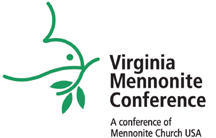 Virginia
Mennonite
Conference
A conference of
Mennonite Church USA